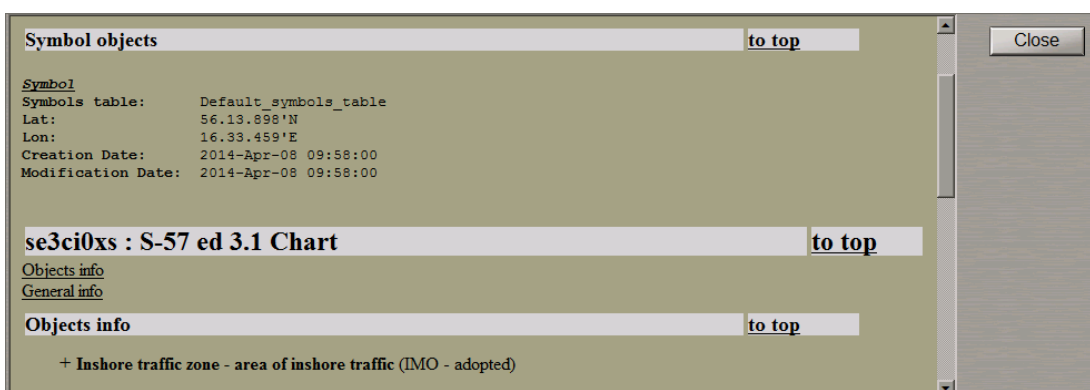 Symbol objects to top
Close
Symbol
Symbols table: Default_symbols_table
Lat: 56.13.898'N
Lon: 16.33.459'E
Creation Date: 2014-Apr-08 09:58:00
Modification Date: 2014-Apr-08 09:58:00
se3ci0xs : S-57 ed 3.1 Chart to top
Objects info
General info
Objects info to top
+ Inshore traffic zone - area of inshore traffic (IMO - adopted)